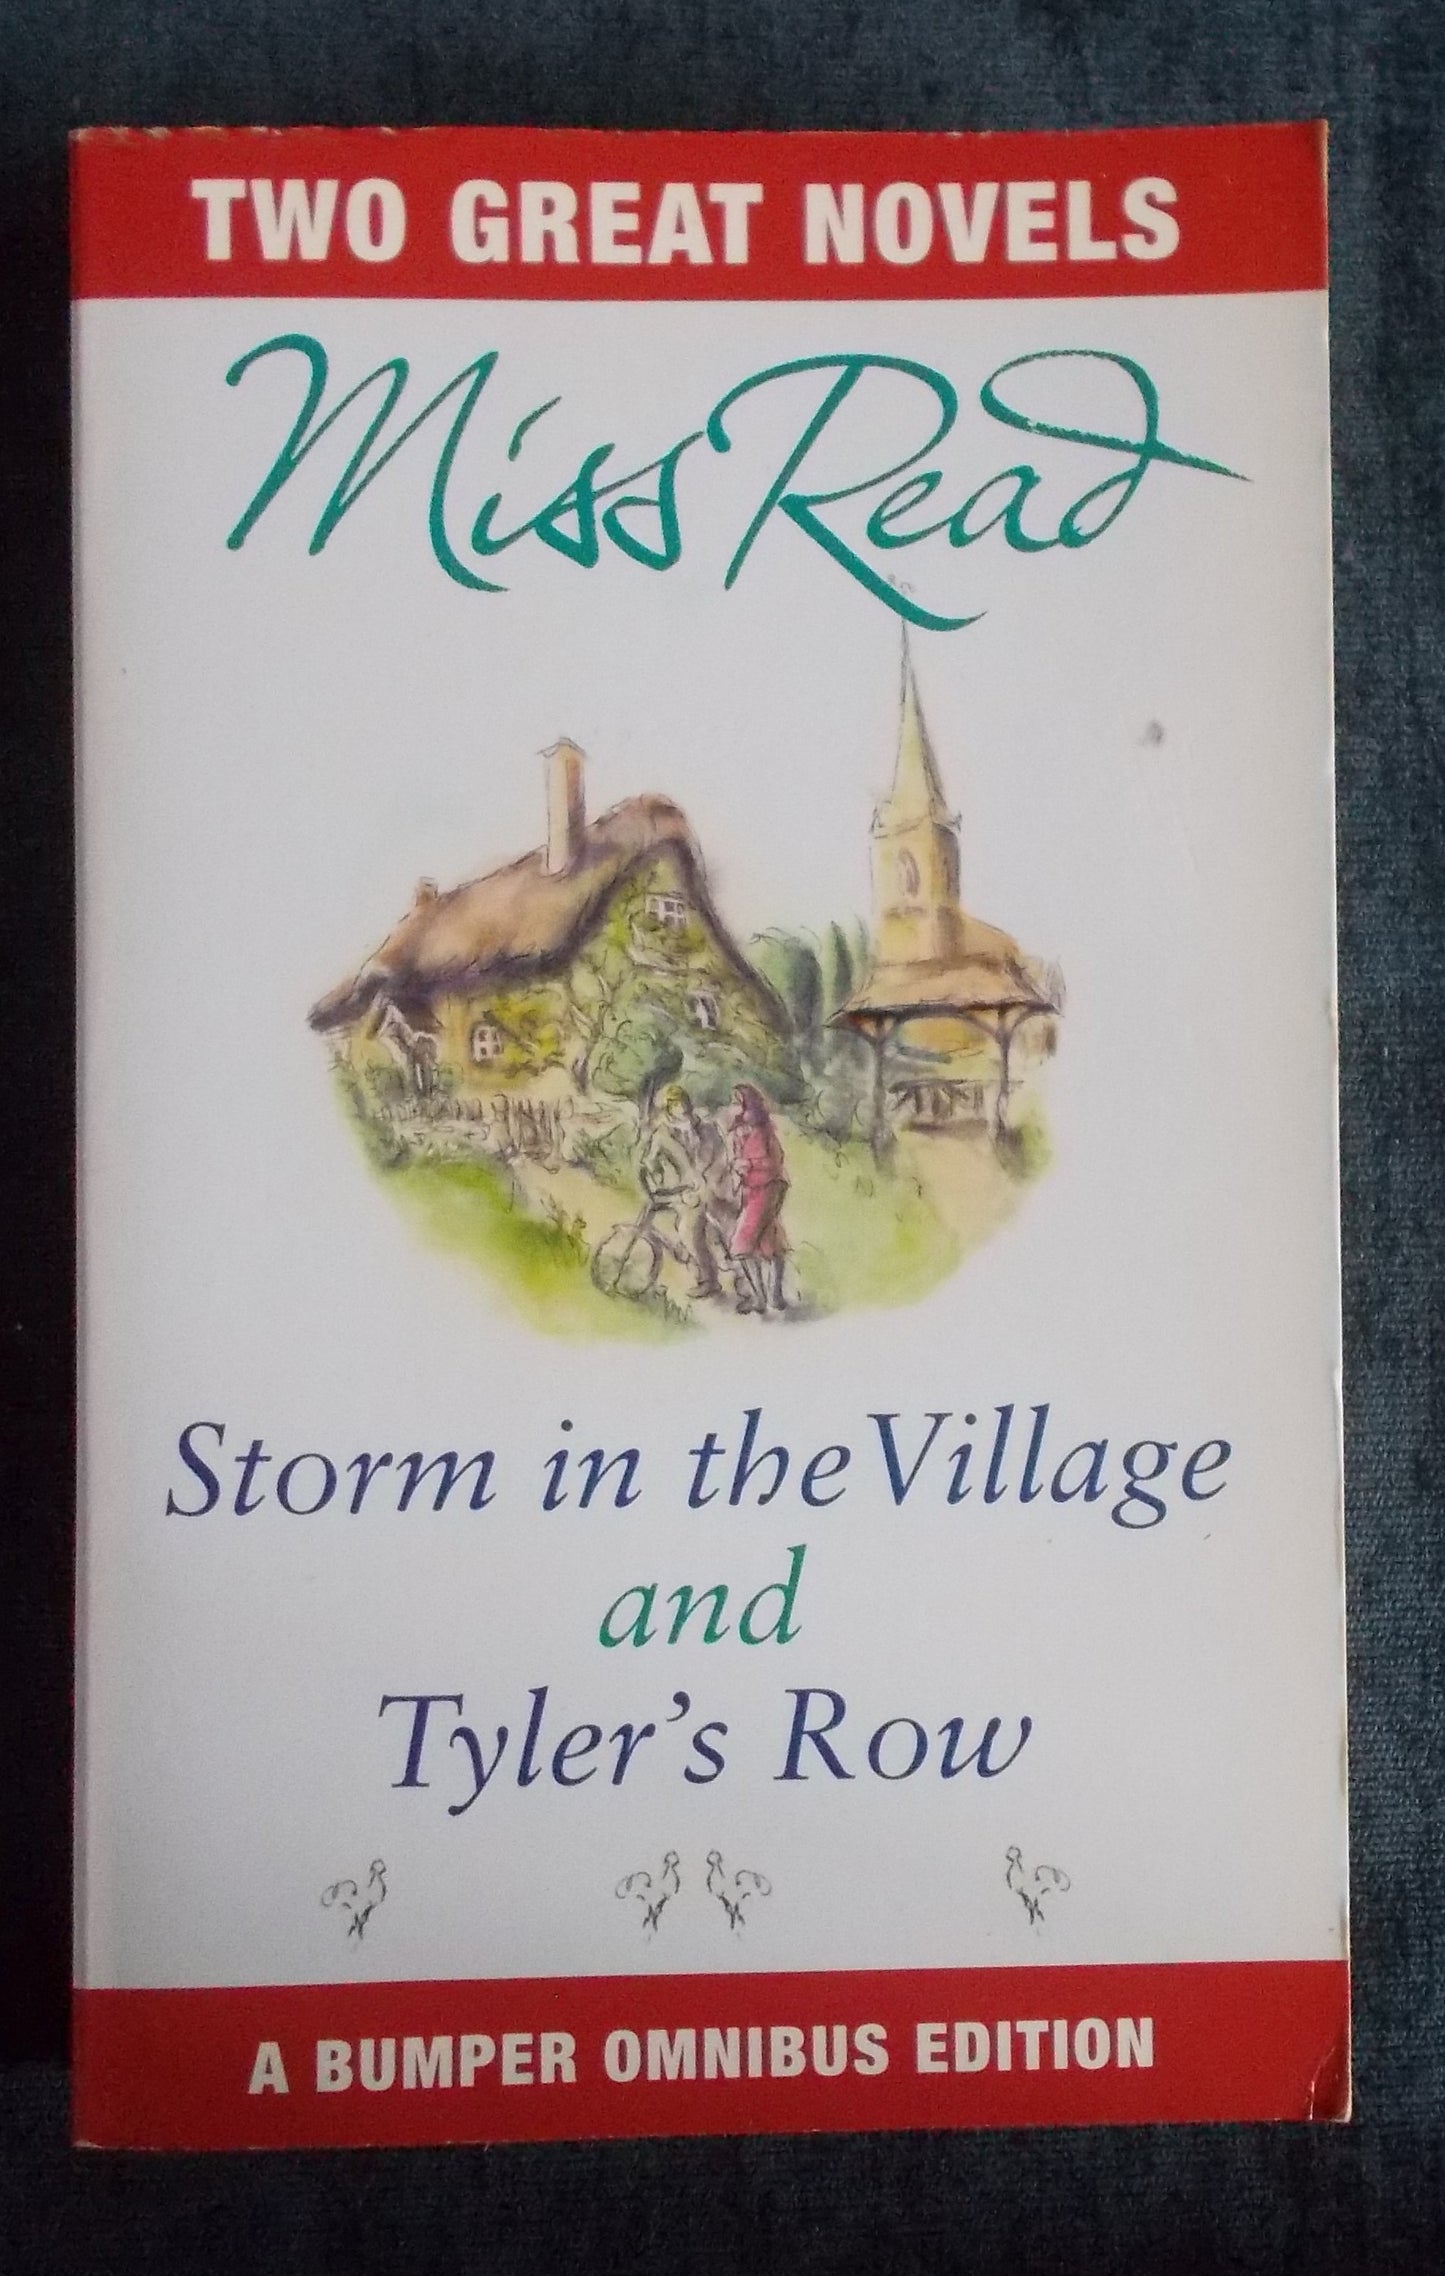 TWO GREAT NOVELS
Miss Read
Storm in the Village
and
Tyler's Row
A BUMPER OMNIBUS EDITION